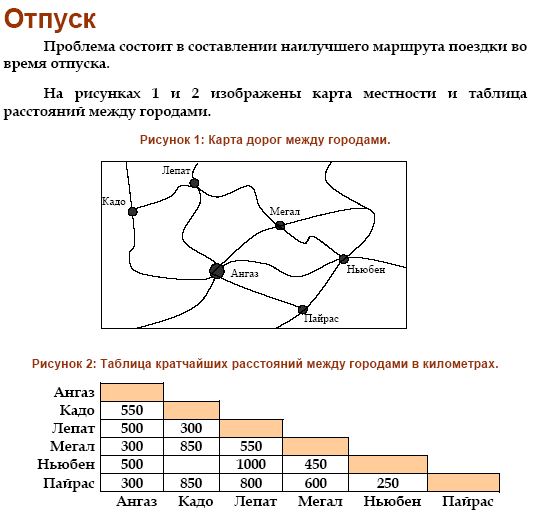 Отпуск
Проблема состоит в составлении наилучшего маршрута поездки во
время отпуска.
На рисунках 1 и 2 изображены карта местности и таблица
расстояний между городами.
Рисунок 1: Карта дорог между городами.
Лепат
Кадо
Мегал
Ангаз
Ньюбен
Пайрас
Рисунок 2: Таблица кратчайших расстояний между городами в километрах.
Ангаз
Кадо 550
Лепат 500 300
Мегал 300 850 550
Ньюбен 500 1000 450
Пайрас 300 850 800 600 250
Ангаз Кадо Лепат Мегал Ньюбен Пайрас